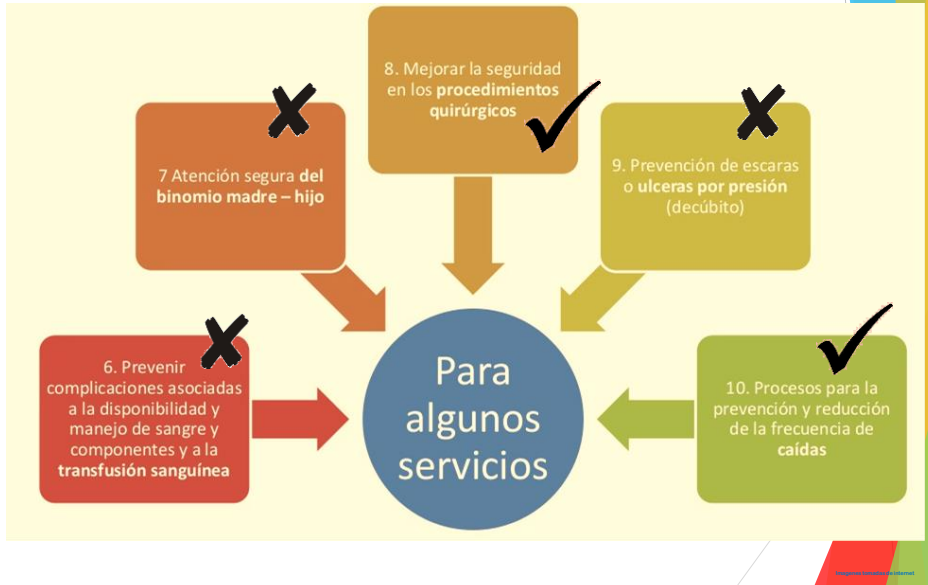 8. Mejorar la seguridad
en los procedimientos
quirúrgicos
7 Atención segura del
binomio madre – hijo
9. Prevención de escaras
o ulceras por presión
(decúbito)
6. Prevenir
complicaciones asociadas
a la disponibilidad y
manejo de sangre y
componentes y a la
transfusión sanguínea
Para
algunos
servicios
10. Procesos para la
prevención y reducción
de la frecuencia de
caídas